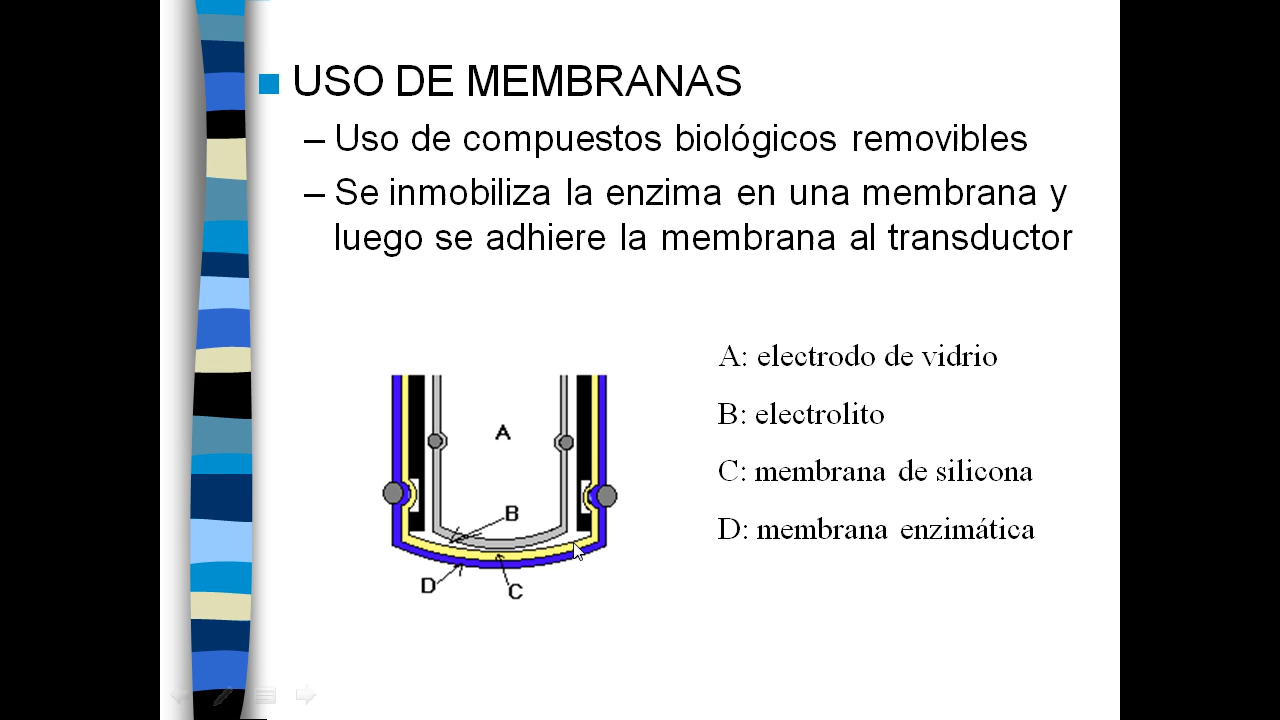 USO DE MEMBRANAS
– Uso de compuestos biológicos removibles
– Se inmobiliza la enzima en una membrana y
luego se adhiere la membrana al transductor
A: electrodo de vidrio
B: electrolito
C: membrana de silicona
D: membrana enzimática
A
B
D
C